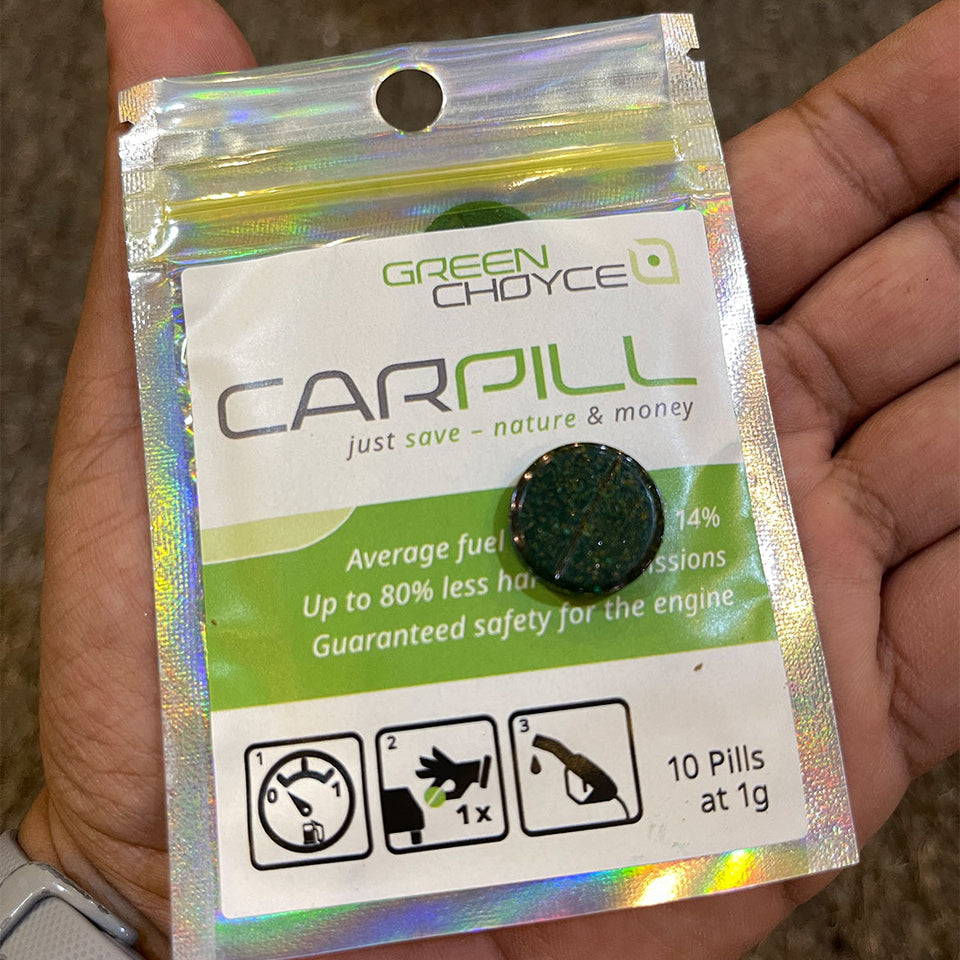 GREEN
CHOYCE
CARPILL
just save – nature & money
Average fuel 14%
Up to 80% less
Guaranteed safety for the engine
1
2
3
0 1
1x
10 Pills
at 1g